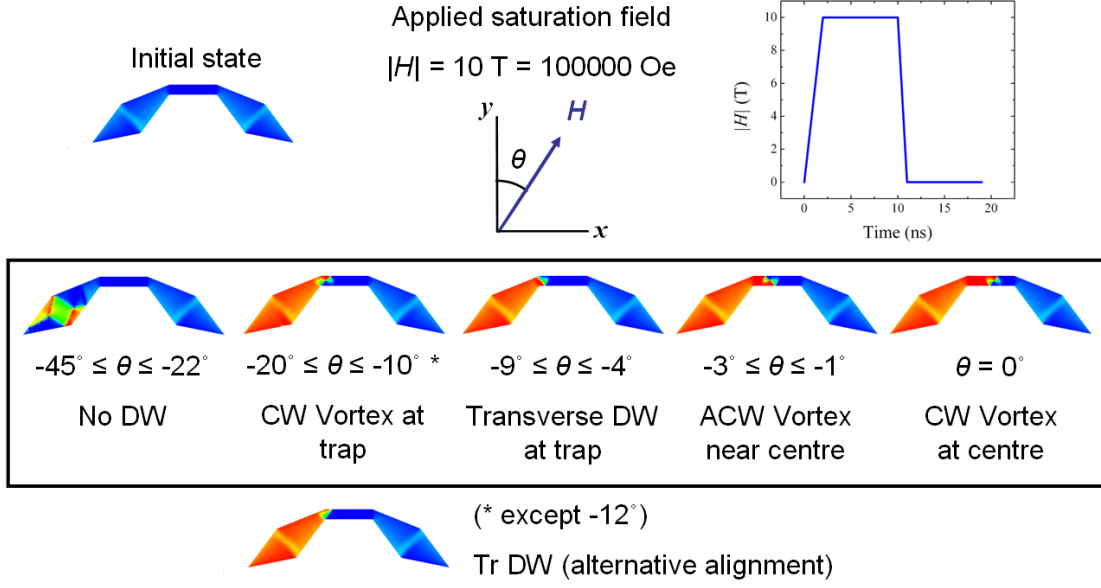 Initial state
Applied saturation field
|H| = 10 T = 100000 Oe
y
H
θ
x
10
8
6
4
2
0
|H| (T)
0 5 10 15 20
Time (ns)
-45° ≤ θ ≤ -22°
No DW
-20° ≤ θ ≤ -10° *
CW Vortex at
trap
-9° ≤ θ ≤ -4°
Transverse DW
at trap
-3° ≤ θ ≤ -1°
ACW Vortex
near centre
θ = 0°
CW Vortex
at centre
(* except -12°)
Tr DW (alternative alignment)